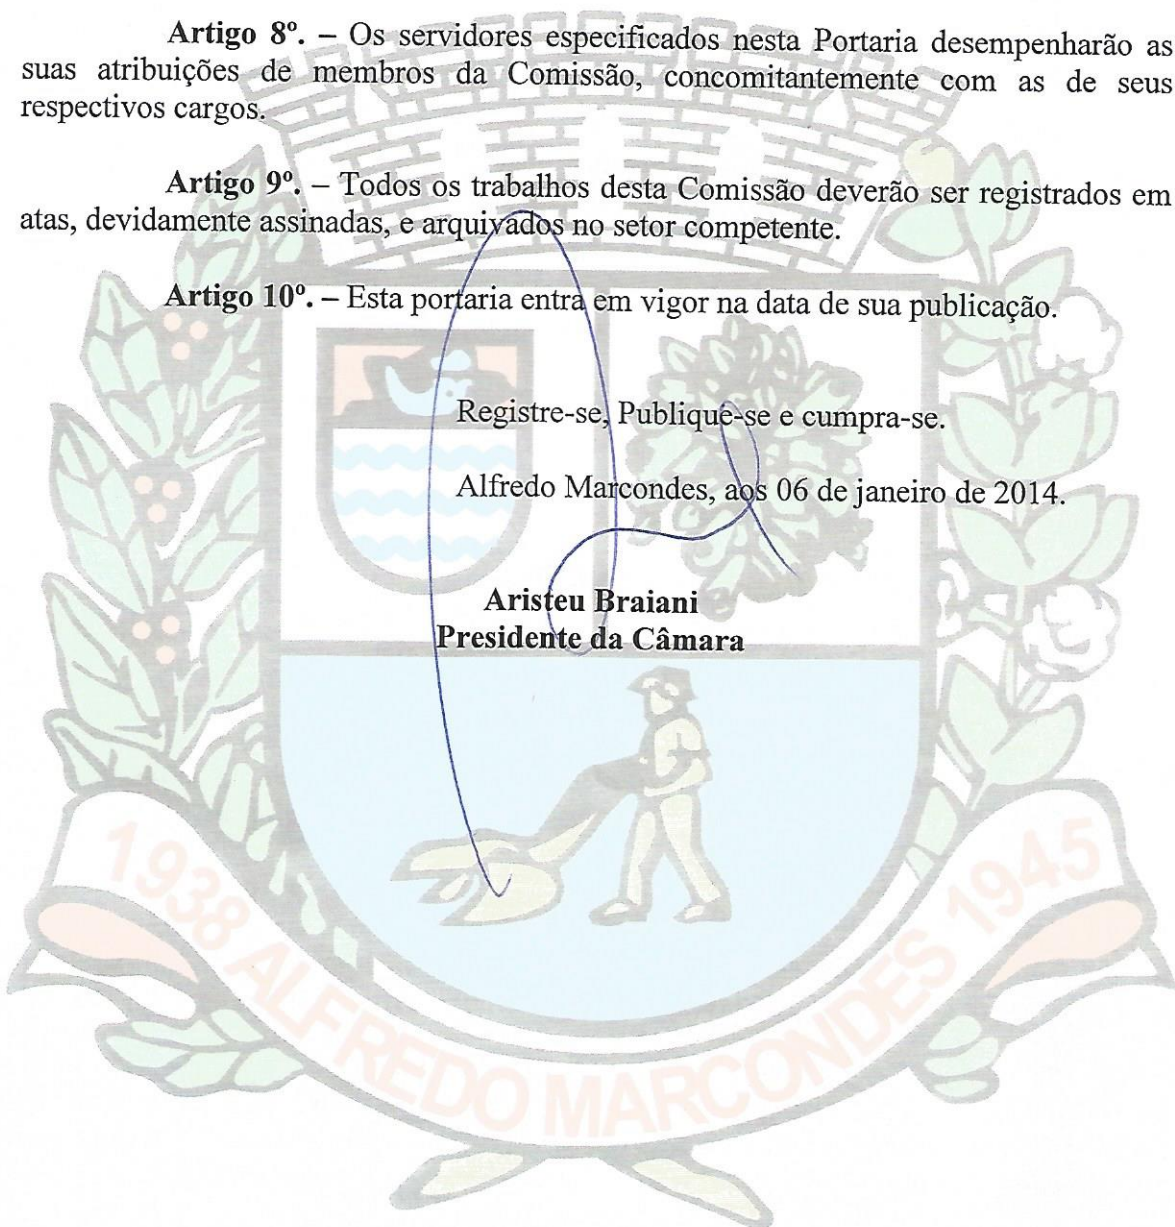 Artigo 8º. – Os servidores especificados nesta Portaria desempenharão as
suas atribuições de membros da Comissão, concomitantemente com as de seus
respectivos cargos.
Artigo 9º. – Todos os trabalhos desta Comissão deverão ser registrados em
atas, devidamente assinadas, e arquivados no setor competente.
Artigo 10º. – Esta portaria entra em vigor na data de sua publicação.
Registre-se, Publique-se e cumpra-se.
Alfredo Marcondes, aos 06 de janeiro de 2014.
Aristeu Braiani
Presidente da Câmara
1938 ALFREDO MARCONDES 1945